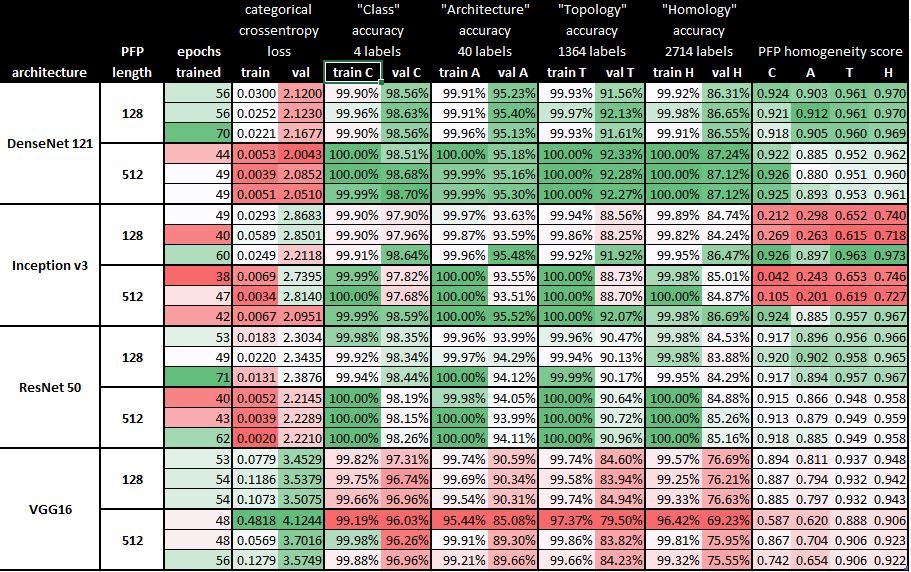 categorical "Class" "Architecture" "Topology" "Homology"
crossentropy accuracy accuracy accuracy accuracy
PFP epochs loss 4 labels 40 labels 1364 labels 2714 labels PFP homogeneity score
architecture length trained train val train C val C train A val A train T val T train H val H C A T H
56 0.0300 2.1200 99.90% 98.56% 99.91% 95.23% 99.93% 91.56% 99.92% 86.31% 0.924 0.903 0.961 0.970
128 56 0.0252 2.1230 99.96% 98.63% 99.91% 95.40% 99.97% 92.13% 99.98% 86.65% 0.921 0.912 0.961 0.970
70 0.0221 2.1677 99.90% 98.56% 99.96% 95.13% 99.93% 91.61% 99.91% 86.55% 0.918 0.905 0.960 0.969
DenseNet 121
44 0.0053 2.0043 100.00% 98.51% 100.00% 95.18% 100.00% 92.33% 100.00% 87.24% 0.922 0.885 0.952 0.962
512 49 0.0039 2.0852 100.00% 98.68% 99.99% 95.16% 100.00% 92.28% 100.00% 87.12% 0.926 0.880 0.951 0.960
49 0.0051 2.0510 99.99% 98.70% 99.99% 95.30% 100.00% 92.27% 100.00% 87.12% 0.925 0.893 0.953 0.961
49 0.0293 2.8683 99.90% 97.90% 99.97% 93.63% 99.94% 88.56% 99.89% 84.74% 0.212 0.298 0.652 0.740
128 40 0.0589 2.8501 99.90% 97.96% 99.87% 93.59% 99.86% 88.25% 99.82% 84.24% 0.269 0.263 0.615 0.718
60 0.0249 2.2118 99.91% 98.64% 99.96% 95.48% 99.92% 91.92% 99.95% 86.47% 0.926 0.897 0.963 0.973
Inception v3
38 0.0069 2.7395 99.99% 97.82% 100.00% 93.55% 100.00% 88.73% 99.98% 85.01% 0.042 0.243 0.653 0.746
512 47 0.0034 2.8140 100.00% 97.68% 100.00% 93.51% 100.00% 88.70% 100.00% 84.87% 0.105 0.201 0.619 0.727
42 0.0067 2.0951 99.99% 98.59% 100.00% 95.52% 100.00% 92.07% 99.98% 86.69% 0.924 0.885 0.957 0.967
53 0.0183 2.3034 99.98% 98.35% 99.96% 93.99% 99.96% 90.47% 99.98% 84.53% 0.917 0.896 0.956 0.966
128 49 0.0220 2.3435 99.92% 98.34% 99.97% 94.29% 99.94% 90.13% 99.98% 83.88% 0.920 0.902 0.958 0.965
71 0.0131 2.3876 99.94% 98.44% 100.00% 94.12% 99.99% 90.17% 99.95% 84.29% 0.917 0.894 0.957 0.967
ResNet 50
40 0.0052 2.2145 100.00% 98.19% 99.98% 94.05% 100.00% 90.64% 100.00% 84.88% 0.915 0.866 0.948 0.958
512 43 0.0039 2.2289 100.00% 98.15% 100.00% 93.99% 100.00% 90.72% 100.00% 85.26% 0.913 0.879 0.949 0.959
62 0.0020 2.2210 100.00% 98.26% 100.00% 94.11% 100.00% 90.96% 100.00% 85.16% 0.918 0.885 0.949 0.958
53 0.0779 3.4529 99.82% 97.31% 99.74% 90.59% 99.74% 84.60% 99.57% 76.69% 0.894 0.811 0.937 0.948
128 54 0.1186 3.5379 99.75% 96.74% 99.69% 90.34% 99.58% 83.94% 99.25% 76.21% 0.887 0.794 0.932 0.942
54 0.1073 3.5075 99.66% 96.96% 99.54% 90.31% 99.74% 84.94% 99.33% 76.63% 0.885 0.797 0.932 0.943
VGG16
48 0.4818 4.1244 99.19% 96.03% 95.44% 85.08% 97.37% 79.50% 96.42% 69.23% 0.587 0.620 0.888 0.906
512 48 0.0569 3.7016 99.98% 96.26% 99.91% 89.30% 99.86% 83.82% 99.81% 75.95% 0.867 0.704 0.906 0.923
56 0.1279 3.5749 99.88% 96.96% 99.21% 89.66% 99.66% 84.23% 99.32% 75.55% 0.742 0.654 0.906 0.922